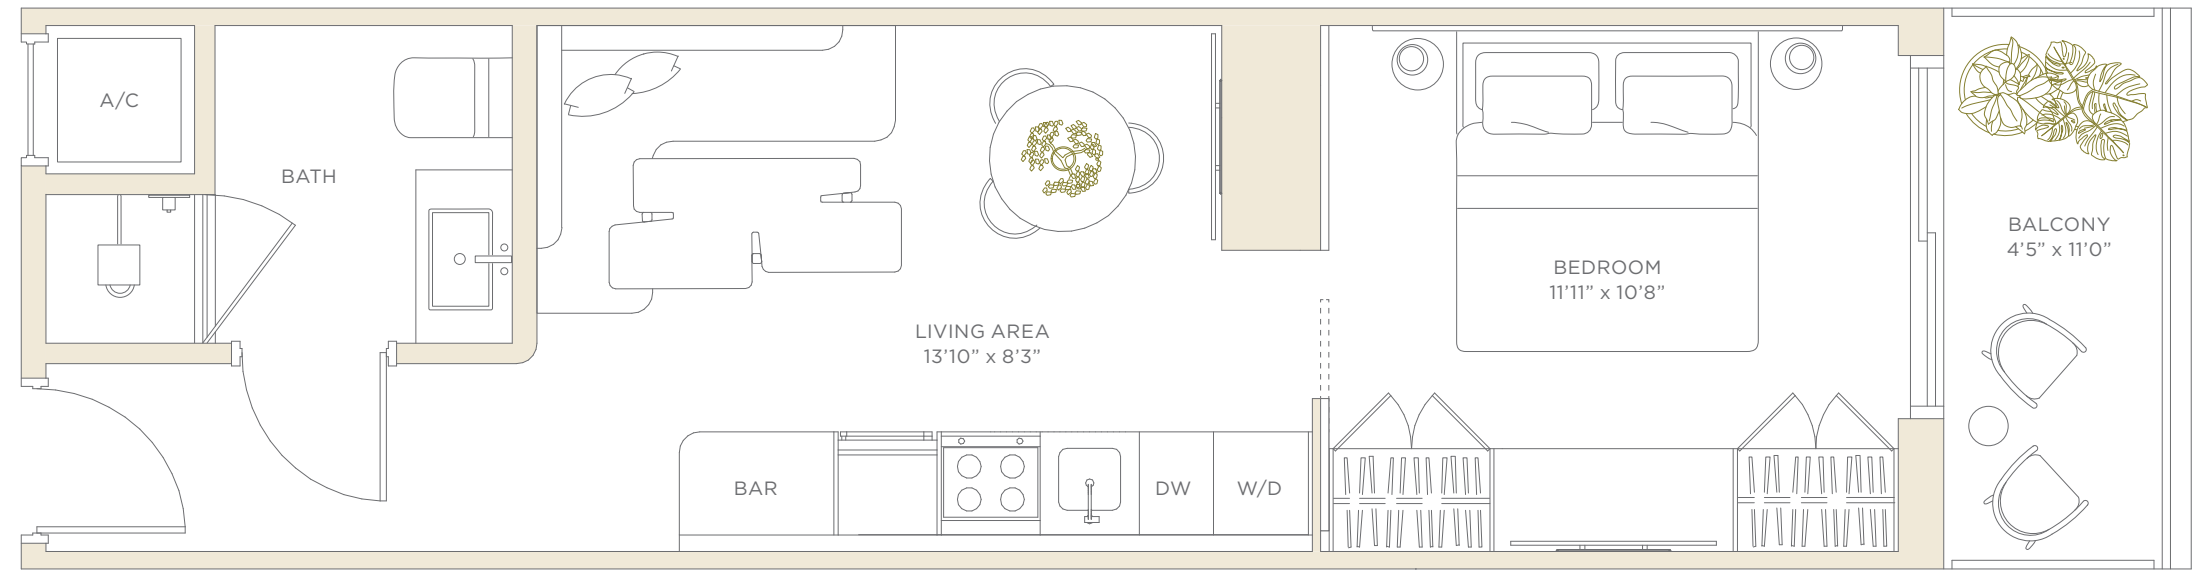 A/C
BATH
LIVING AREA
13’10” x 8’3”
BAR
DW
W/D
BEDROOM
11’11” x 10’8”
BALCONY
4’5” x 11’0”